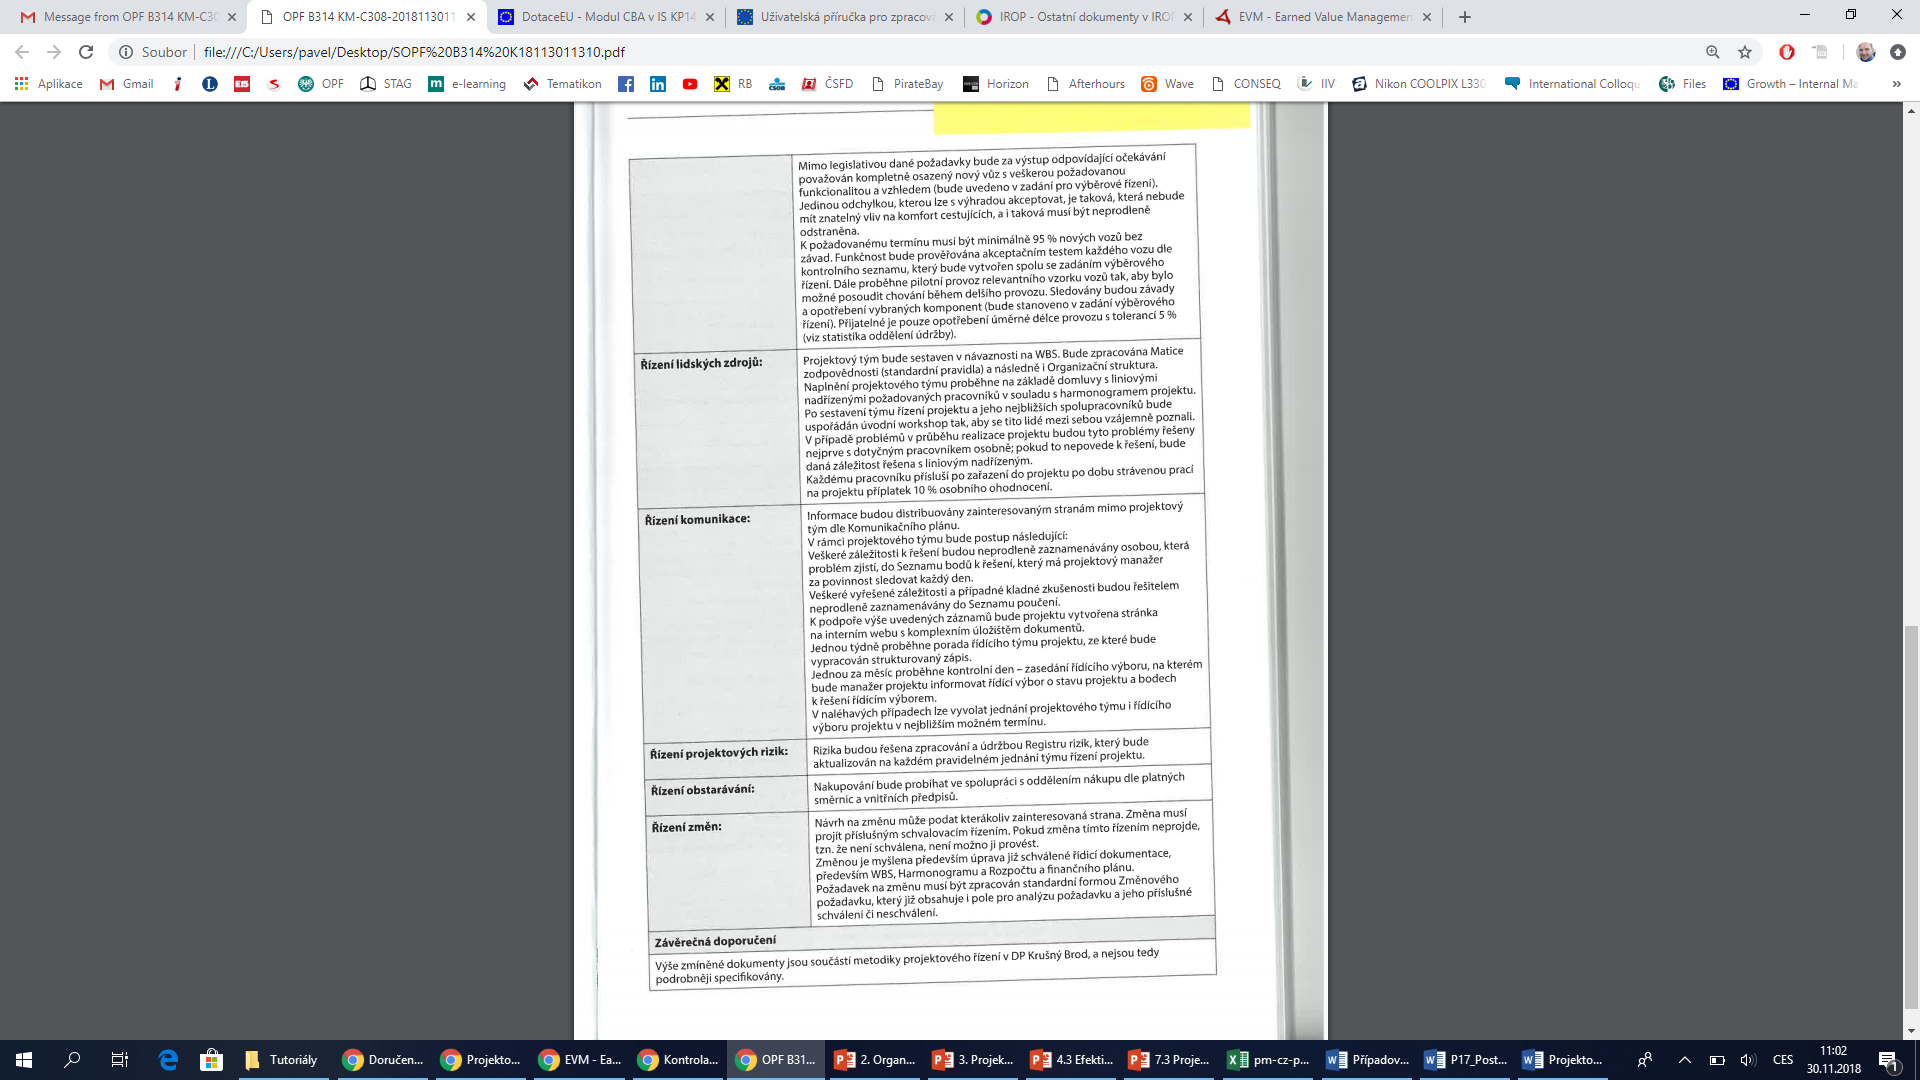 Message from OPF B314 KM-C30
OPF B314 KM-C308-2018113011
DotaceEU - Modul CBA v IS KP14
Uživatelská příručka pro zpracov
IROP - Ostatní dokumenty v IROP
EVM - Earned Value Managemen
Soubor
file:///C:/Users/pavel/Desktop/SOPF%20B314%20K18113011310.pdf
Aplikace
Gmail
EIS
OPF
STAG
e-learning
Tematikon
RB
ČSFD
PirateBay
Horizon
Afterhours
Wave
CONSEQ
IIV
Nikon COOLPIX L330
International Colloqu
Files
Growth – Internal Ma
Mimo legislativou dané požadavky bude za výstup odpovídající očekávání
považován kompletně osazený nový vůz s veškerou požadovanou
funkcionalitou a vzhledem (bude uvedeno v zadání pro výběrové řízení).
Jedinou odchylkou, kterou lze s výhradou akceptovat, je taková, která nebude
mít znatelný vliv na komfort cestujících, a i taková musí být neprodleně
odstraněna.
K požadovanému termínu musí být minimálně 95 % nových vozů bez
závad. Funkčnost bude prověřována akceptačním testem každého vozu dle
kontrolního seznamu, který bude vytvořen spolu se zadáním výběrového
řízení. Dále proběhne pilotní provoz relevantního vzorku vozů tak, aby bylo
možné posoudit chování během delšího provozu. Sledovány budou závady
a opotřebení vybraných komponent (bude stanoveno v zadání výběrového
řízení). Přijatelné je pouze opotřebení úměrné délce provozu s tolerancí 5 %
(viz statistika oddělení údržby).
Řízení lidských zdrojů:
Projektový tým bude sestaven v návaznosti na WBS. Bude zpracována Matice
zodpovědnosti (standardní pravidla) a následně i Organizační struktura.
Naplnění projektového týmu proběhne na základě domluvy s liniovými
nadřízenými požadovaných pracovníků v souladu s harmonogramem projektu.
Po sestavení týmu řízení projektu a jeho nejbližších spolupracovníků bude
uspořádán úvodní workshop tak, aby se tito lidé mezi sebou vzájemně poznali.
V případě problémů v průběhu realizace projektu budou tyto problémy řešeny
nejprve s dotyčným pracovníkem osobně; pokud to nepovede k řešení, bude
daná záležitost řešena s liniovým nadřízeným.
Každému pracovníku přísluší po zařazení do projektu po dobu strávenou prací
na projektu příplatek 10 % osobního ohodnocení.
Řízení komunikace:
Informace budou distribuovány zainteresovaným stranám mimo projektový
tým dle Komunikačního plánu.
V rámci projektového týmu bude postup následující:
Veškeré záležitosti k řešení budou neprodleně zaznamenávány osobou, která
problém zjistí, do Seznamu bodů k řešení, který má projektový manažer
za povinnost sledovat každý den.
Veškeré vyřešené záležitosti a případné kladné zkušenosti budou řešitelem
neprodleně zaznamenávány do Seznamu poučení.
K podpoře výše uvedených záznamů bude projektu vytvořena stránka
na interním webu s komplexním úložištěm dokumentů.
Jednou týdně proběhne porada řídícího týmu projektu, ze které bude
vypracován strukturovaný zápis.
Jednou za měsíc proběhne kontrolní den – zasedání řídícího výboru, na kterém
bude manažer projektu informovat řídící výbor o stavu projektu a bodech
k řešení řídícím výborem.
V naléhavých případech lze vyvolat jednání projektového týmu i řídícího
výboru projektu v nejbližším možném termínu.
Řízení projektových rizik:
Rizika budou řešena zpracování a údržbou Registru rizik, který bude
aktualizován na každém pravidelném jednání týmu řízení projektu.
Řízení obstarávání:
Nakupování bude probíhat ve spolupráci s oddělením nákupu dle platných
směrnic a vnitřních předpisů.
Řízení změn:
Návrh na změnu může podat kterákoliv zainteresovaná strana. Změna musí
projít příslušným schvalovacím řízením. Pokud změna tímto řízením neprojde,
tzn. že není schválena, není možno ji provést.
Změnou je myšlena především úprava již schválené řídicí dokumentace,
především WBS, Harmonogramu a Rozpočtu a finančního plánu.
Požadavek na změnu musí být zpracován standardní formou Změnového
požadavku, který již obsahuje i pole pro analýzu požadavku a jeho příslušné
schválení či neschválení.
Závěrečná doporučení
Výše zmíněné dokumenty jsou součástí metodiky projektového řízení v DP Krušný Brod, a nejsou tedy
podrobněji specifikovány.
Tutoriály
Doručen...
Projekto...
EVM - Ea...
Kontrola...
OPF B31...
2. Organ...
3. Projek...
4.3 Efekti...
7.3 Proje...
pm-cz-p...
Případov...
P17_Post...
Projekto...
CES
11:02
30.11.2018
1